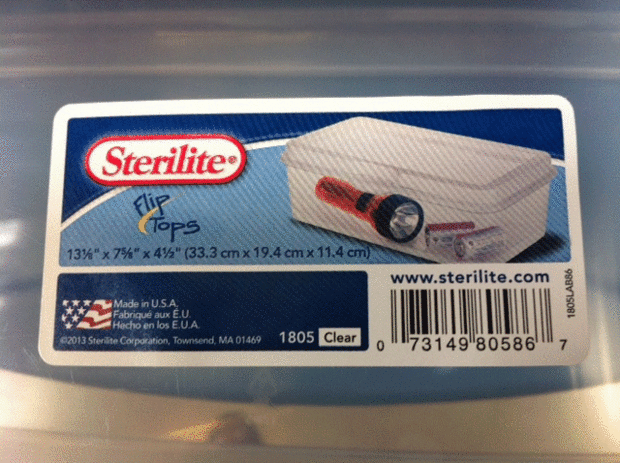 Sterilite®
Flip
Tops
13⅛" x 7⅝" x 4½" (33.3 cm x 19.4 cm x 11.4 cm)
www.sterilite.com
Made in U.S.A.
Fabriqué aux É.U.
Hecho en los E.U.A.
©2013 Sterilite Corporation, Townsend, MA 01469
1805 Clear
0 73149 80586 7
1805LAB86